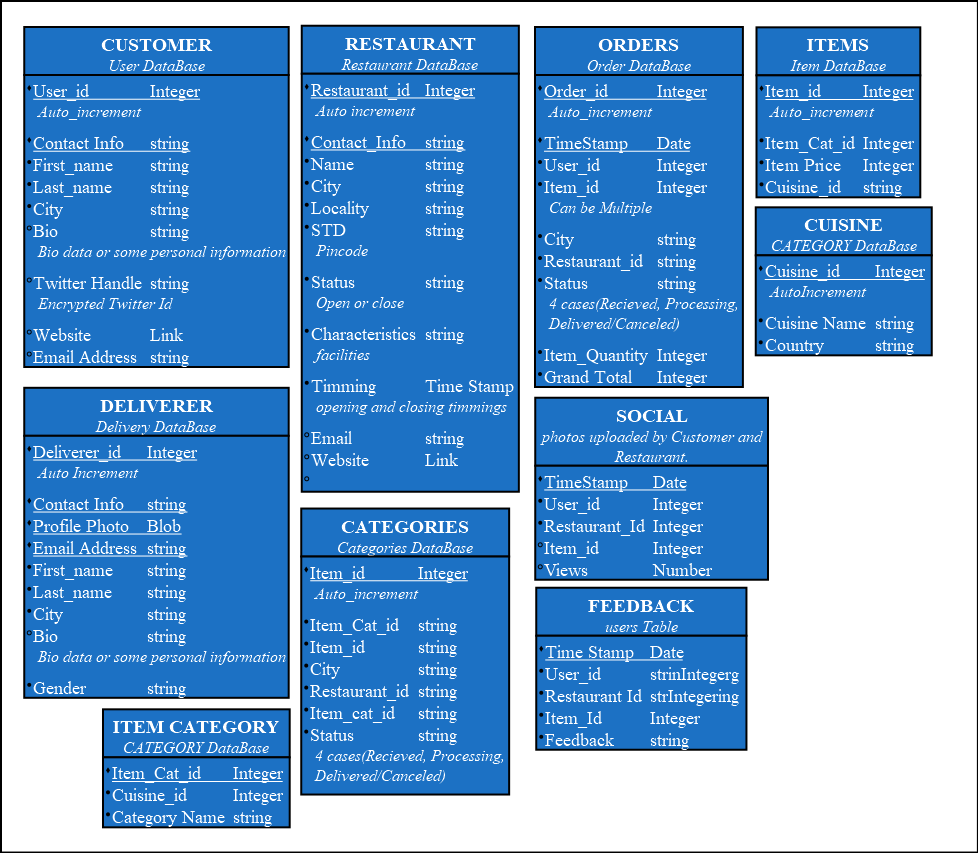 CUSTOMER
User DataBase
User_id Integer
Auto_increment
Contact Info string
First_name string
Last_name string
City string
Bio string
Bio data or some personal information
Twitter Handle string
Encrypted Twitter Id
Website Link
Email Address string
DELIVERER
Delivery DataBase
Deliverer_id Integer
Auto Increment
Contact Info string
Profile Photo Blob
Email Address string
First_name string
Last_name string
City string
Bio string
Bio data or some personal information
Gender string
ITEM CATEGORY
CATEGORY DataBase
Item_Cat_id Integer
Cuisine_id Integer
Category Name string
RESTAURANT
Restaurant DataBase
Restaurant_id Integer
Auto increment
Contact_Info string
Name string
City string
Locality string
STD string
Pincode
Status string
Open or close
Characteristics string
facilities
Timming Time Stamp
opening and closing timmings
Email string
Website Link
CATEGORIES
Categories DataBase
Item_id Integer
Auto_increment
Item_Cat_id string
Item_id string
City string
Restaurant_id string
Item_cat_id string
Status string
4 cases(Recieved, Processing,
Delivered/Canceled)
ORDERS
Order DataBase
Order_id Integer
Auto_increment
TimeStamp Date
User_id Integer
Item_id Integer
Can be Multiple
City string
Restaurant_id string
Status string
4 cases(Recieved, Processing,
Delivered/Canceled)
Item_Quantity Integer
Grand Total Integer
SOCIAL
photos uploaded by Customer and
Restaurant.
TimeStamp Date
User_id Integer
Restaurant_Id Integer
Item_id Integer
Views Number
FEEDBACK
users Table
Time Stamp Date
User_id strinIntegerg
Restaurant Id strIntegering
Item_Id Integer
Feedback string
ITEMS
Item DataBase
Item_id Integer
Auto_increment
Item_Cat_id Integer
Item Price Integer
Cuisine_id string
CUISINE
CATEGORY DataBase
Cuisine_id Integer
AutoIncrement
Cuisine Name string
Country string